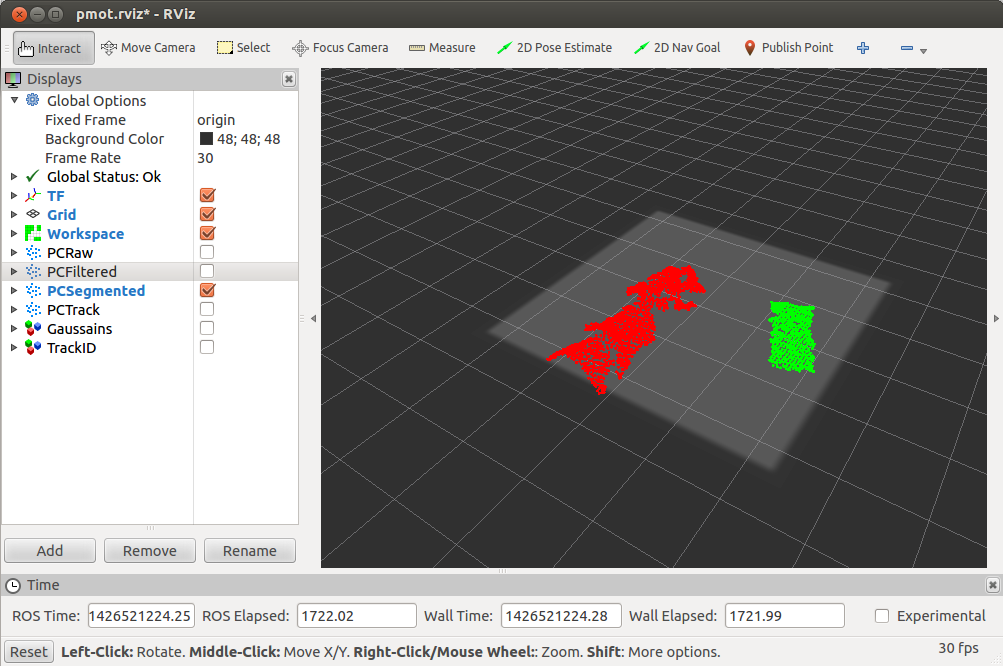 pmot.rviz* - RViz
Interact Move Camera Select Focus Camera Measure 2D Pose Estimate 2D Nav Goal Publish Point
Displays
Global Options
Fixed Frame origin
Background Color 48; 48; 48
Frame Rate 30
Global Status: Ok
TF
Grid
Workspace
PCRaw
PCFiltered
PCSegmented
PCTrack
Gaussains
TrackID
Add Remove Rename
Time
ROS Time: 1426521224.25 ROS Elapsed: 1722.02 Wall Time: 1426521224.28 Wall Elapsed: 1721.99 Experimental
Reset Left-Click: Rotate. Middle-Click: Move X/Y. Right-Click/Mouse Wheel:: Zoom. Shift: More options. 30 fps